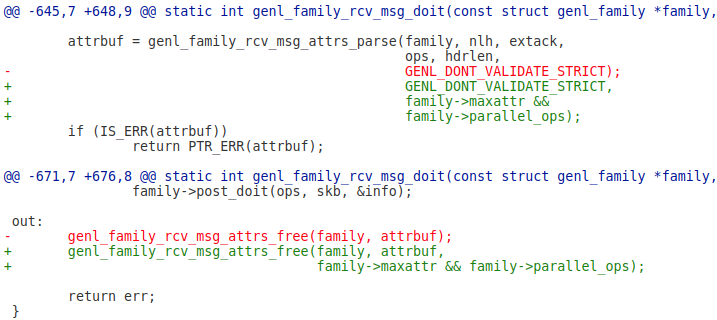 @@ -645,7 +648,9 @@ static int genl_family_rcv_msg_doit(const struct genl_family *family,
attrbuf = genl_family_rcv_msg_attrs_parse(family, nlh, extack,
ops, hdrlen,
- GENL_DONT_VALIDATE_STRICT);
+ GENL_DONT_VALIDATE_STRICT,
+ family->maxattr &&
+ family->parallel_ops);
if (IS_ERR(attrbuf))
return PTR_ERR(attrbuf);
@@ -671,7 +676,8 @@ static int genl_family_rcv_msg_doit(const struct genl_family *family,
family->post_doit(ops, skb, &info);
out:
- genl_family_rcv_msg_attrs_free(family, attrbuf);
+ genl_family_rcv_msg_attrs_free(family, attrbuf,
+ family->maxattr && family->parallel_ops);
return err;
}